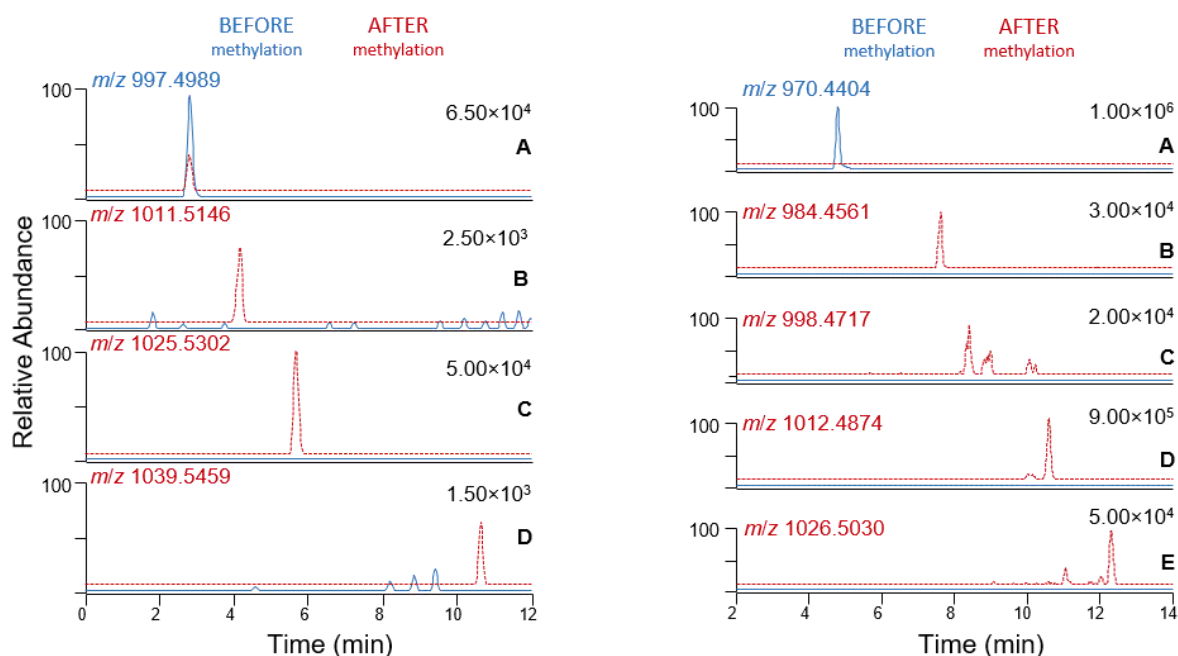 BEFORE AFTER
methylation methylation
m/z 997.4989
100
6.50×10⁴
A
m/z 1011.5146
100
2.50×10³
B
m/z 1025.5302
100
5.00×10⁴
C
m/z 1039.5459
100
1.50×10³
D
0 2 4 6 8 10 12
Time (min)
Relative Abundance
BEFORE AFTER
methylation methylation
m/z 970.4404
100
1.00×10⁶
A
m/z 984.4561
100
3.00×10⁴
B
m/z 998.4717
100
2.00×10⁴
C
m/z 1012.4874
100
9.00×10⁵
D
m/z 1026.5030
100
5.00×10⁴
E
2 4 6 8 10 12 14
Time (min)